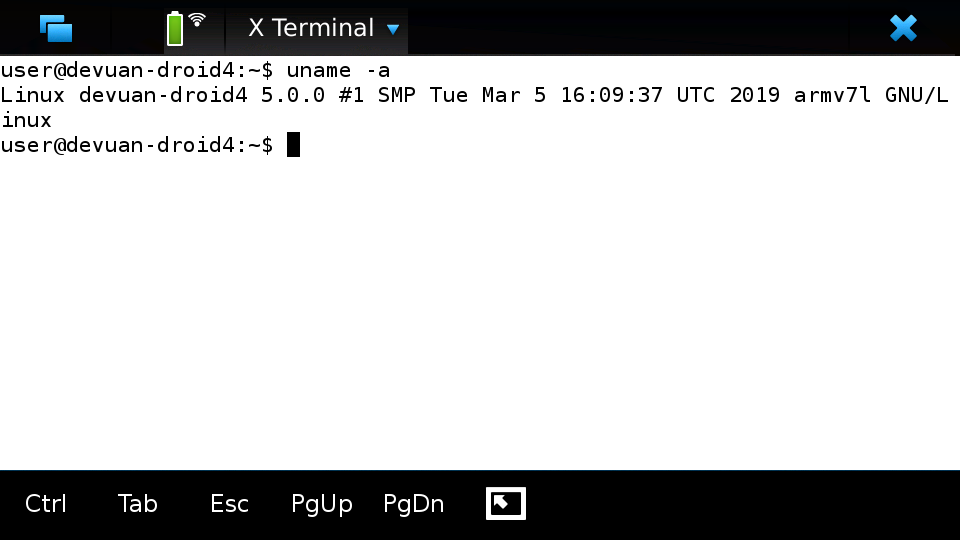 X Terminal
user@devuan-droid4:~$ uname -a
Linux devuan-droid4 5.0.0 #1 SMP Tue Mar 5 16:09:37 UTC 2019 armv7l GNU/L
inux
user@devuan-droid4:~$
Ctrl Tab Esc PgUp PgDn